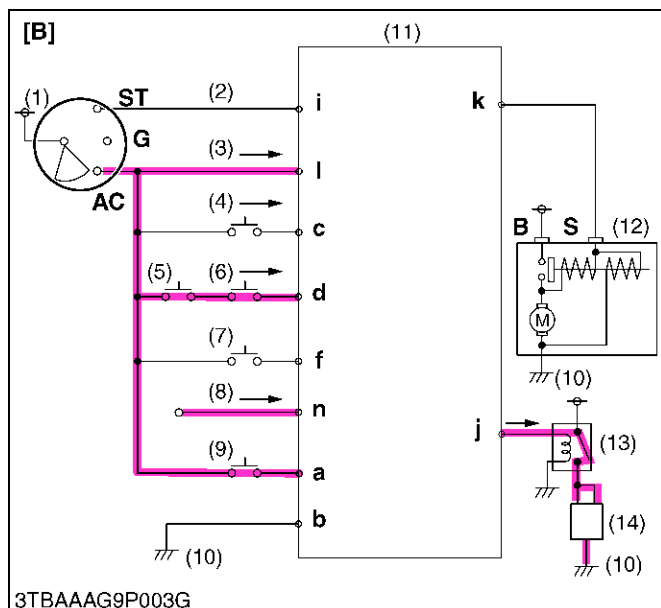 [B]
(11)
(1)
ST
(2)
i
k
G
(3)
l
AC
(4)
c
B
S
(12)
(5)
(6)
d
M
(7)
f
(8)
n
(10)
j
(13)
(9)
a
b
(14)
(10)
(10)
3TBAAAG9P003G